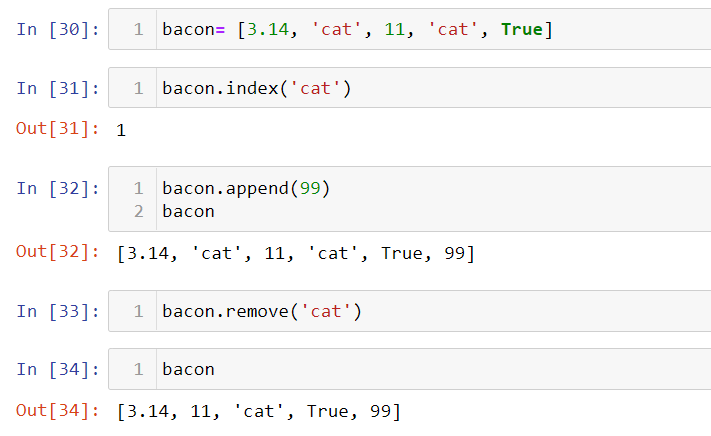 In [30]: 1 bacon= [3.14, 'cat', 11, 'cat', True]
In [31]: 1 bacon.index('cat')
Out[31]: 1
In [32]: 1 bacon.append(99)
2 bacon
Out[32]: [3.14, 'cat', 11, 'cat', True, 99]
In [33]: 1 bacon.remove('cat')
In [34]: 1 bacon
Out[34]: [3.14, 11, 'cat', True, 99]